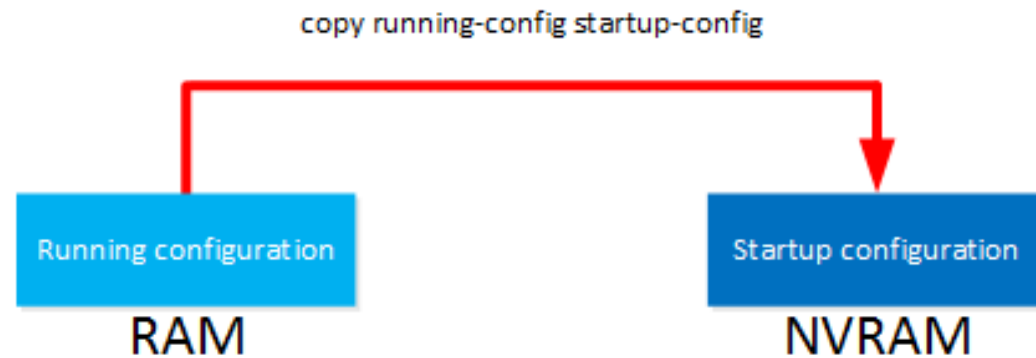 copy running-config startup-config
Running configuration
Startup configuration
RAM
NVRAM